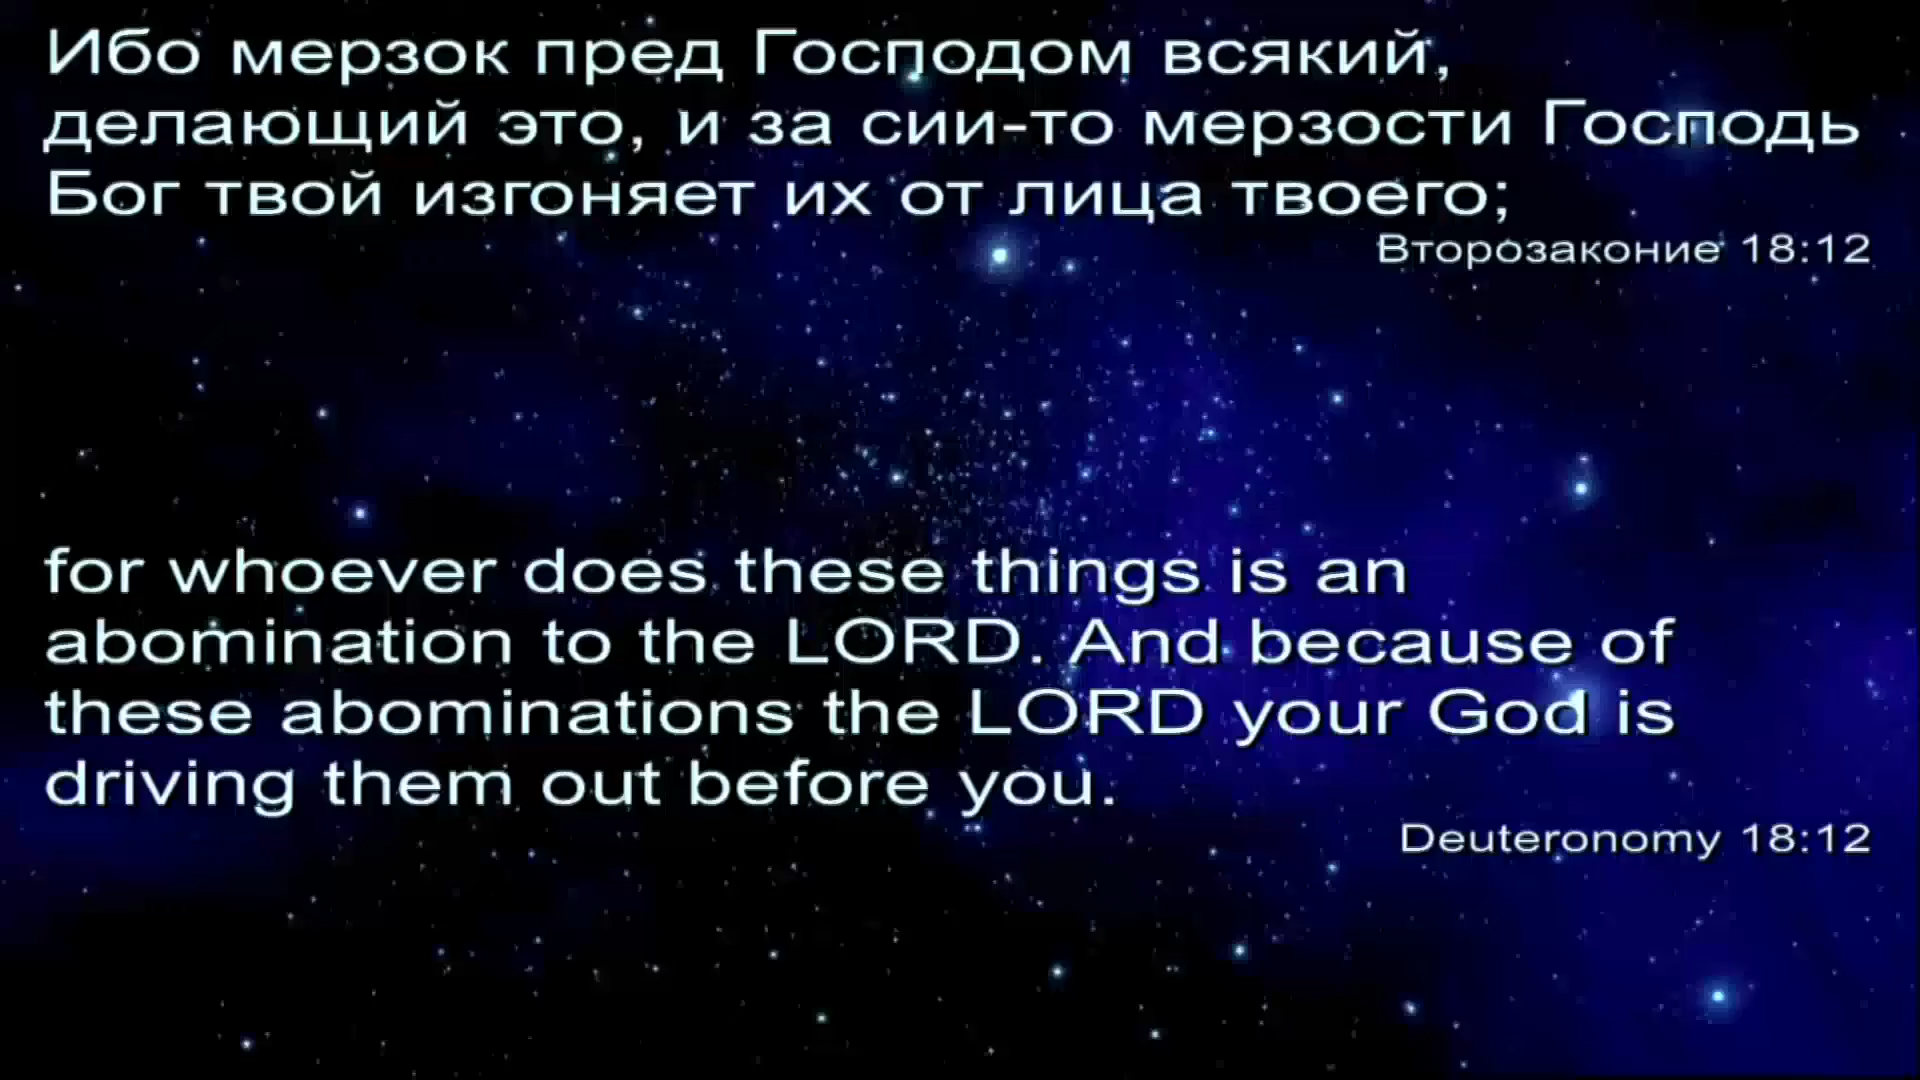 Ибо мерзок пред Господом всякий,
делающий это, и за сии-то мерзости Господь
Бог твой изгоняет их от лица твоего;
Второзаконие 18:12
for whoever does these things is an
abomination to the LORD. And because of
these abominations the LORD your God is
driving them out before you.
Deuteronomy 18:12